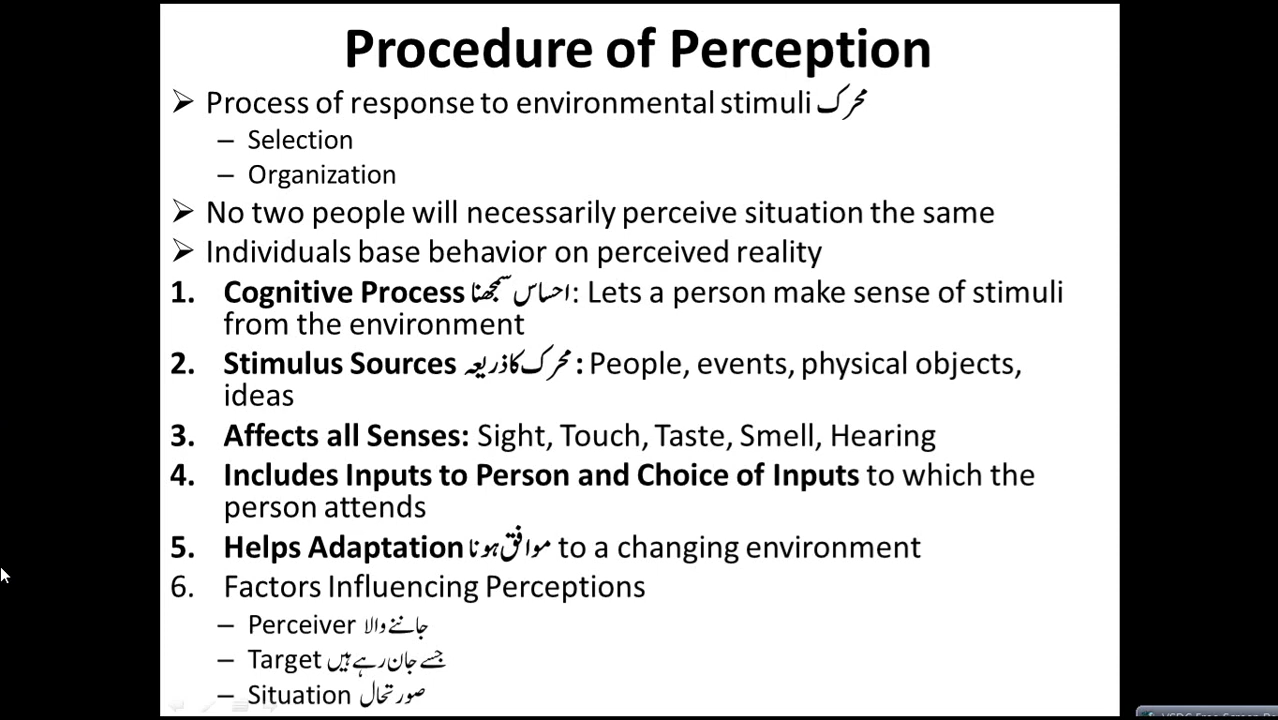 Procedure of Perception
➢ Process of response to environmental stimuli محرک
– Selection
– Organization
➢ No two people will necessarily perceive situation the same
➢ Individuals base behavior on perceived reality
1. Cognitive Process احساس سمجھنا: Lets a person make sense of stimuli
from the environment
2. Stimulus Sources محرک کا ذریعہ: People, events, physical objects,
ideas
3. Affects all Senses: Sight, Touch, Taste, Smell, Hearing
4. Includes Inputs to Person and Choice of Inputs to which the
person attends
5. Helps Adaptation موافق ہونا to a changing environment
6. Factors Influencing Perceptions
– Perceiver جاننے والا
– Target جسے جان رہے ہیں
– Situation صورتحال